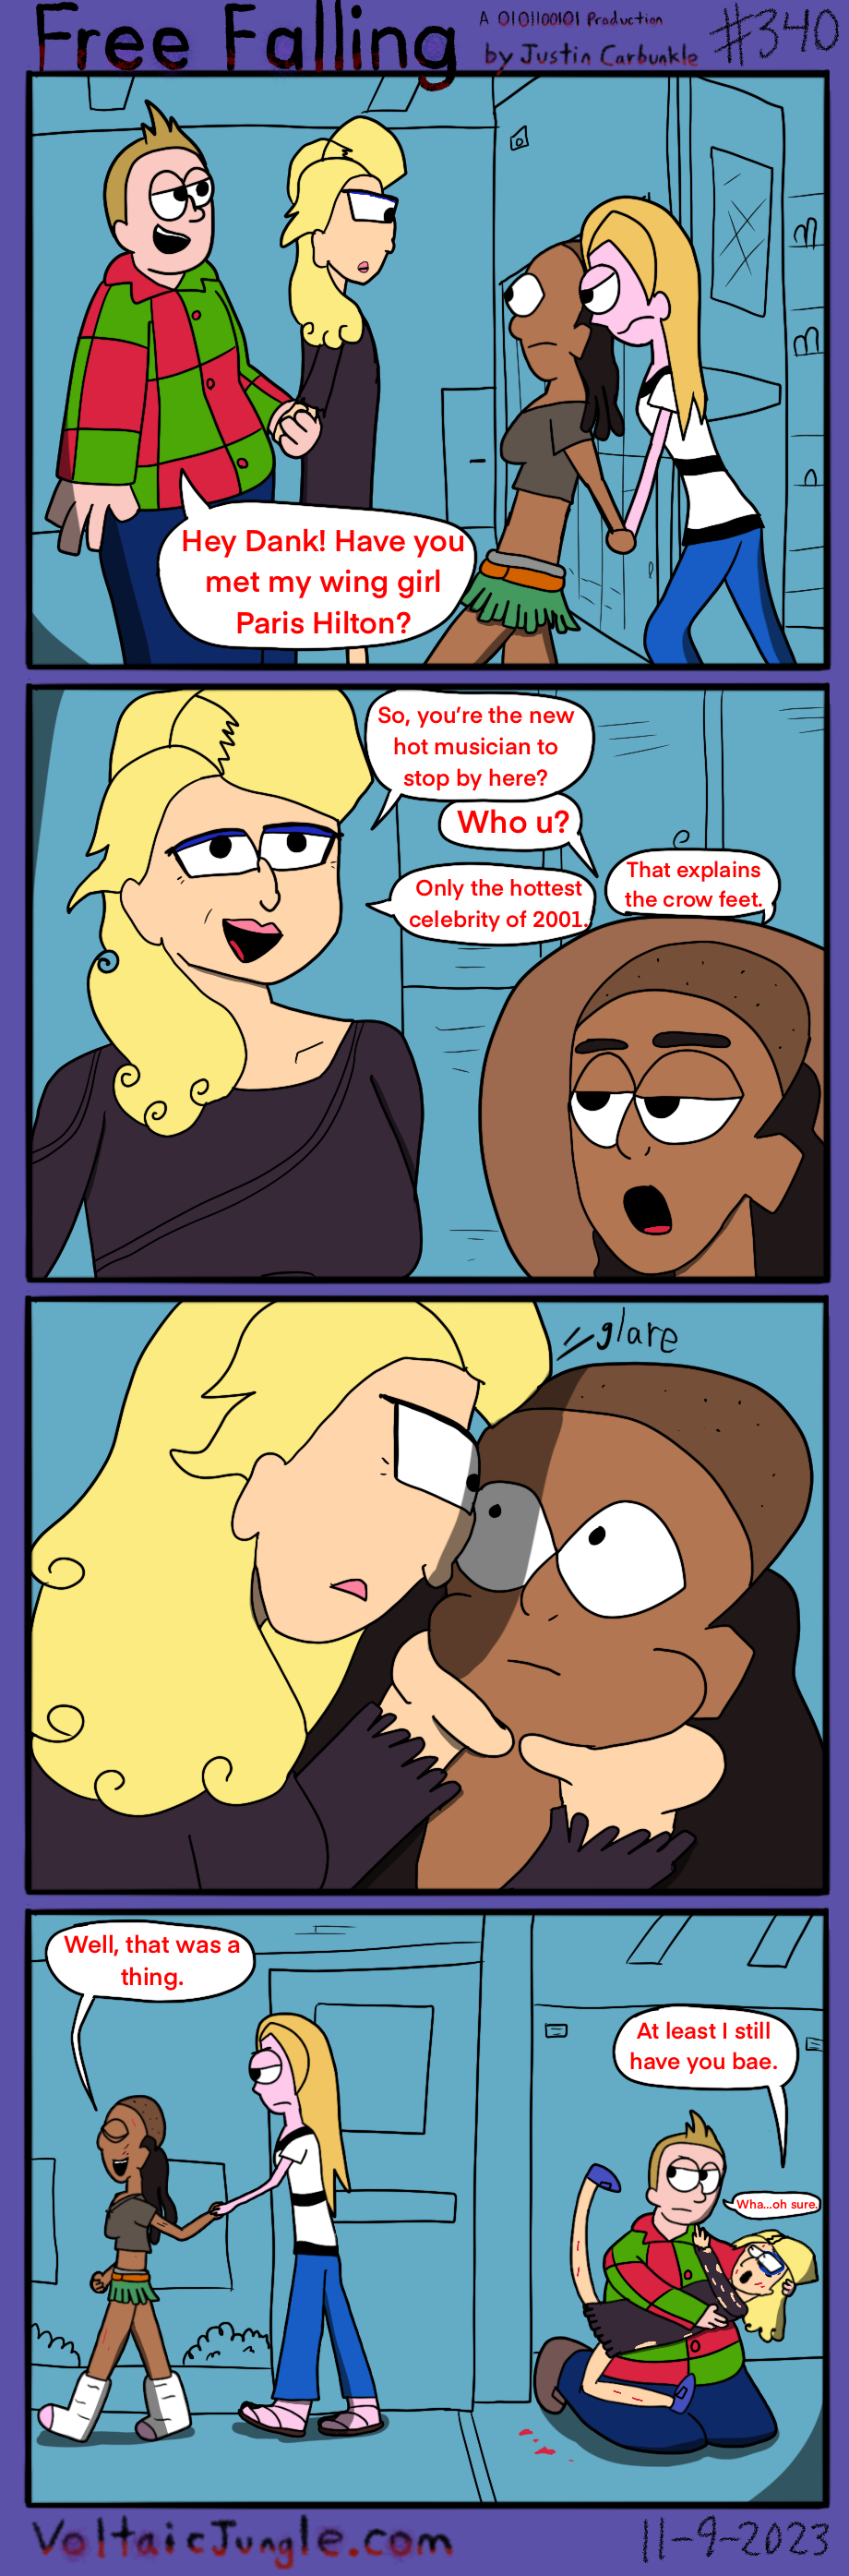 Free Falling
A 0101100101 Production
by Justin Carbunkle
#340
Hey Dank! Have you
met my wing girl
Paris Hilton?
So, you're the new
hot musician to
stop by here?
Who u?
Only the hottest
celebrity of 2001.
That explains
the crow feet.
glare
Well, that was a
thing.
At least I still
have you bae.
Wha...oh sure.
VoltaicJungle.com
11-9-2023